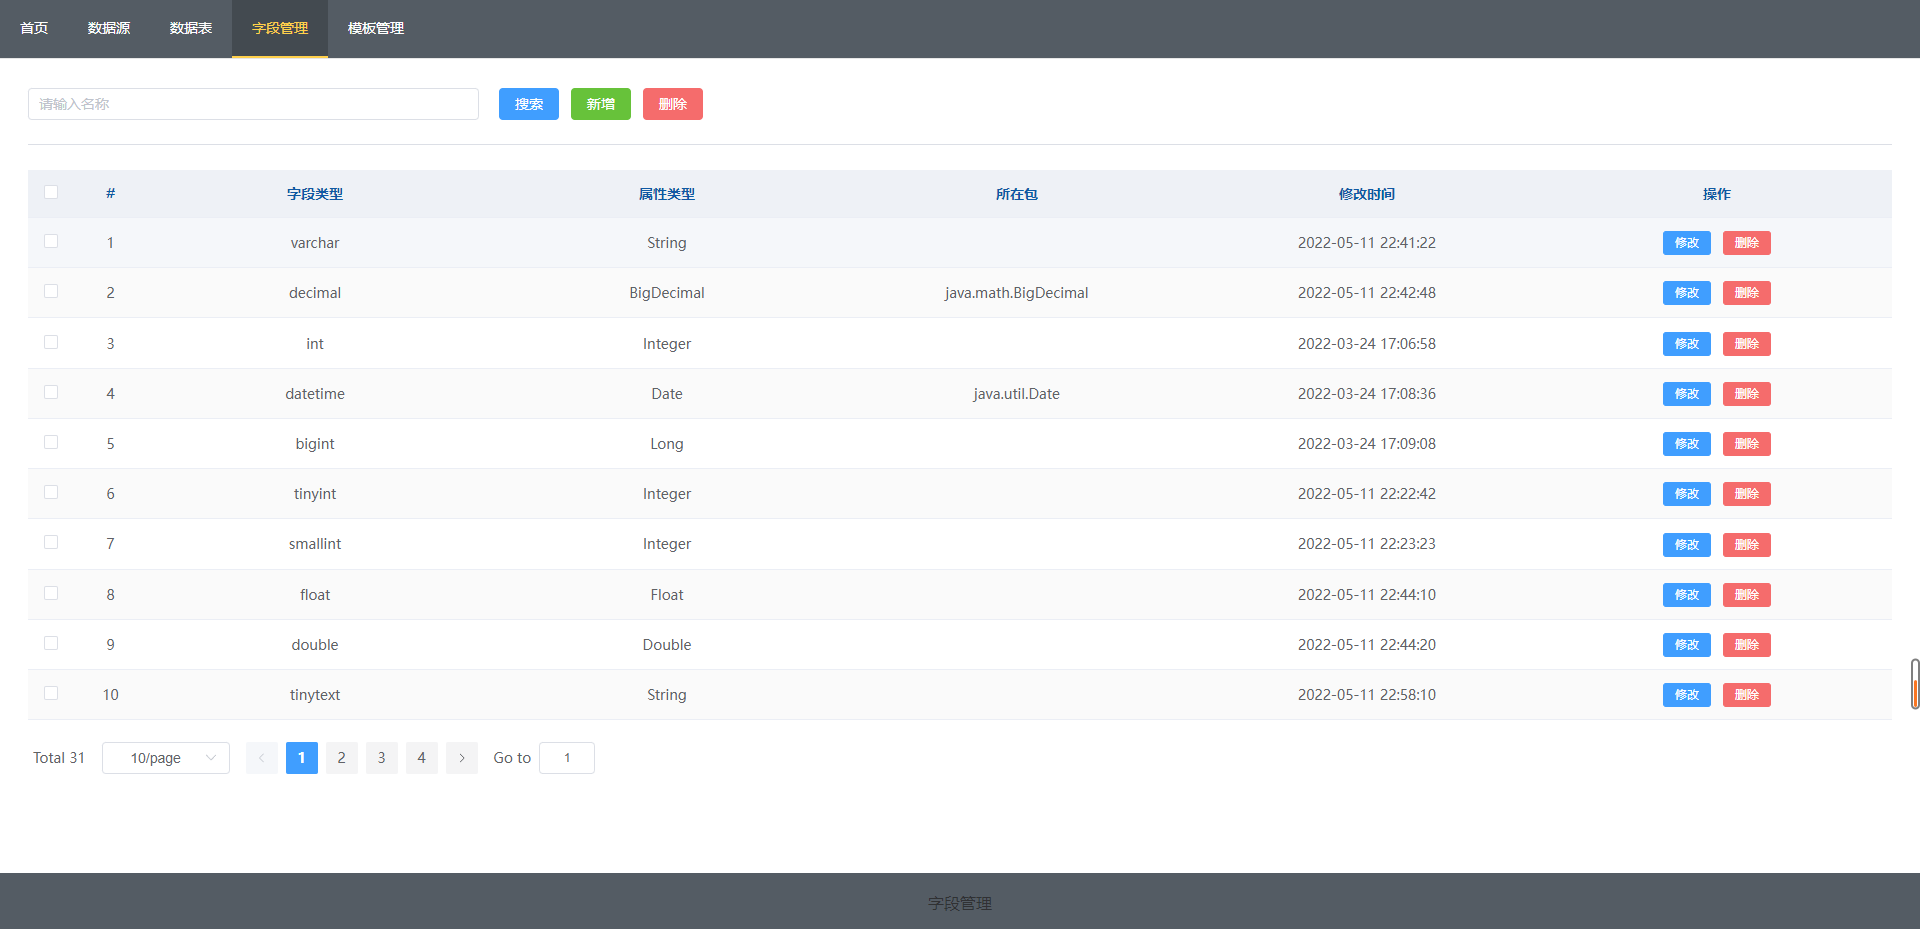 首页 数据源 数据表 字段管理 模板管理
请输入名称 搜索 新增 删除
# 字段类型 属性类型 所在包 修改时间 操作
1 varchar String 2022-05-11 22:41:22 修改 删除
2 decimal BigDecimal java.math.BigDecimal 2022-05-11 22:42:48 修改 删除
3 int Integer 2022-03-24 17:06:58 修改 删除
4 datetime Date java.util.Date 2022-03-24 17:08:36 修改 删除
5 bigint Long 2022-03-24 17:09:08 修改 删除
6 tinyint Integer 2022-05-11 22:22:42 修改 删除
7 smallint Integer 2022-05-11 22:23:23 修改 删除
8 float Float 2022-05-11 22:44:10 修改 删除
9 double Double 2022-05-11 22:44:20 修改 删除
10 tinytext String 2022-05-11 22:58:10 修改 删除
Total 31 10/page 1 2 3 4 Go to 1
字段管理